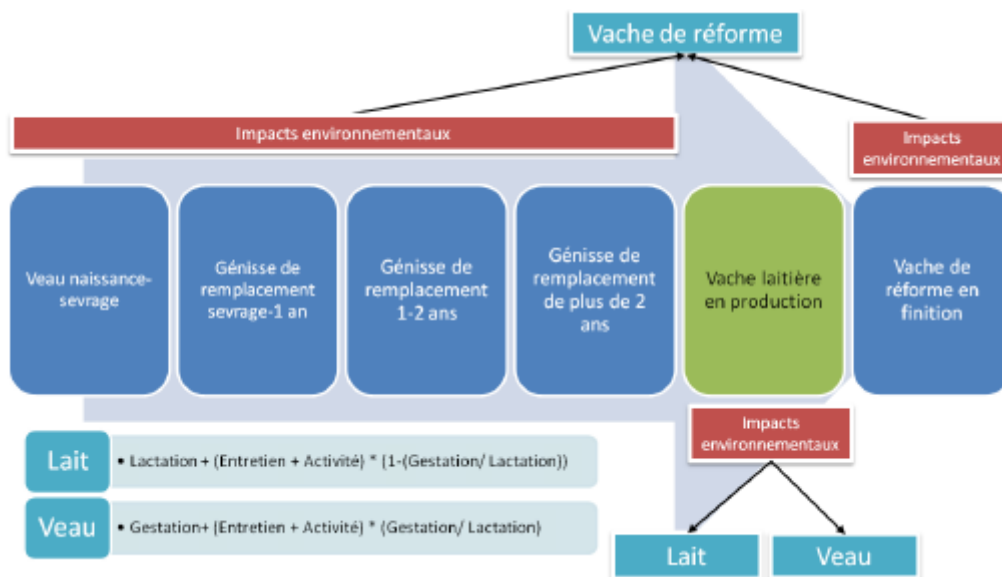 Vache de réforme
Impacts environnementaux
Impacts
environnementaux
Veau naissance-
sevrage
Génisse de
remplacement
sevrage-1 an
Génisse de
remplacement
1-2 ans
Génisse de
remplacement
de plus de 2
ans
Vache laitière
en production
Vache de
réforme en
finition
Impacts
environnementaux
Lait
• Lactation + (Entretien + Activité) * (1-(Gestation/ Lactation))
Veau
• Gestation+ (Entretien + Activité) * (Gestation/ Lactation)
Lait
Veau